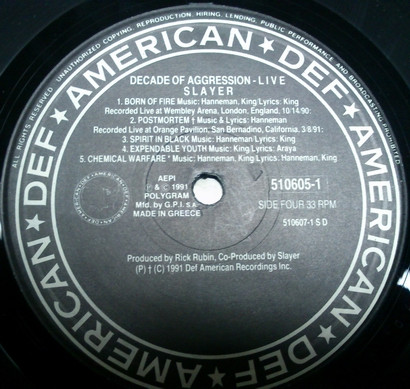 ALL RIGHTS RESERVED. UNAUTHORIZED COPYING, REPRODUCTION, HIRING, LENDING, PUBLIC PERFORMANCE AND BROADCASTING PROHIBITED.
DEF ★ AMERICAN ★ DEF ★ AMERICAN ★ DEF ★ AMERICAN
DECADE OF AGGRESSION - LIVE
SLAYER
1. BORN OF FIRE Music: Hanneman, King Lyrics: King
Recorded Live at Wembley Arena, London, England, 10/14/90:
2. POSTMORTEM † Music & Lyrics: Hanneman
Recorded Live at Orange Pavilion, San Bernadino, California, 3/8/91:
3. SPIRIT IN BLACK Music: Hanneman/King Lyrics: King
4. EXPENDABLE YOUTH Music: King Lyrics: Araya
5. CHEMICAL WARFARE * Music: Hanneman, King Lyrics: Hanneman, King
AEPI
℗ & © 1991
POLYGRAM
Mfd. by G.P.I. s.a
MADE IN GREECE
510605-1
SIDE FOUR 33 RPM
510607-1 S D
Produced by Rick Rubin, Co-Produced by Slayer
(P) † (C) 1991 Def American Recordings Inc.